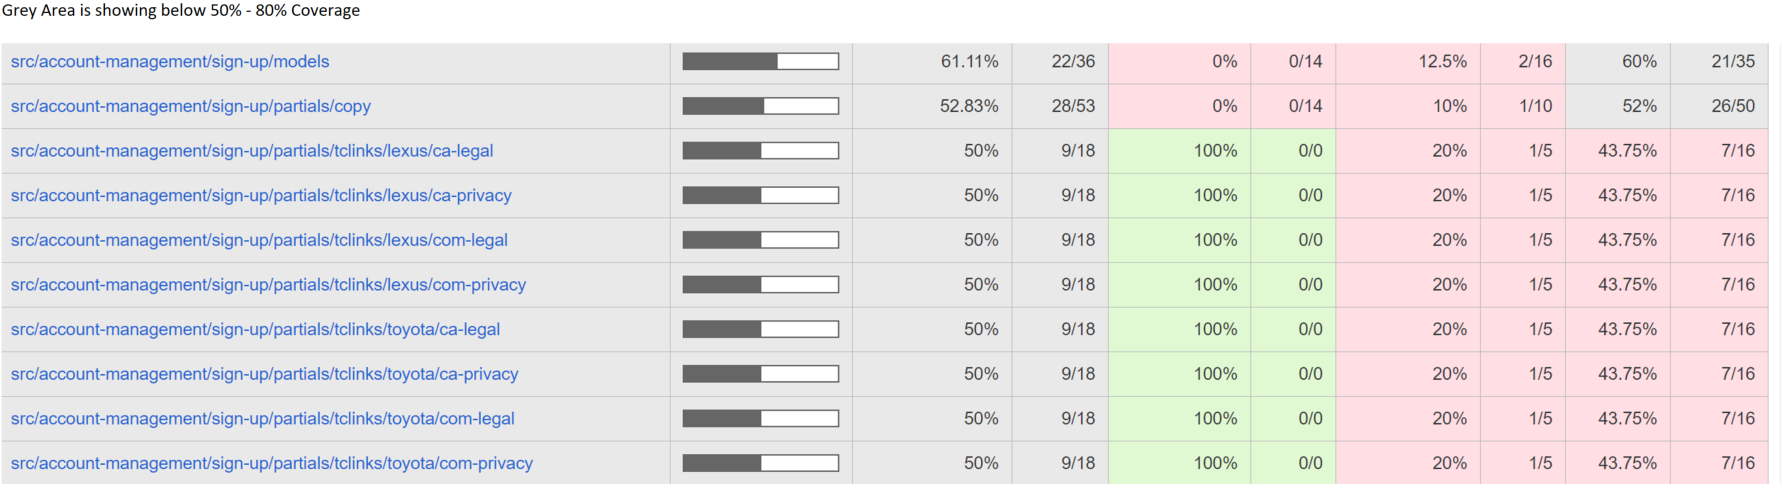 Grey Area is showing below 50% - 80% Coverage
src/account-management/sign-up/models 61.11% 22/36 0% 0/14 12.5% 2/16 60% 21/35
src/account-management/sign-up/partials/copy 52.83% 28/53 0% 0/14 10% 1/10 52% 26/50
src/account-management/sign-up/partials/tclinks/lexus/ca-legal 50% 9/18 100% 0/0 20% 1/5 43.75% 7/16
src/account-management/sign-up/partials/tclinks/lexus/ca-privacy 50% 9/18 100% 0/0 20% 1/5 43.75% 7/16
src/account-management/sign-up/partials/tclinks/lexus/com-legal 50% 9/18 100% 0/0 20% 1/5 43.75% 7/16
src/account-management/sign-up/partials/tclinks/lexus/com-privacy 50% 9/18 100% 0/0 20% 1/5 43.75% 7/16
src/account-management/sign-up/partials/tclinks/toyota/ca-legal 50% 9/18 100% 0/0 20% 1/5 43.75% 7/16
src/account-management/sign-up/partials/tclinks/toyota/ca-privacy 50% 9/18 100% 0/0 20% 1/5 43.75% 7/16
src/account-management/sign-up/partials/tclinks/toyota/com-legal 50% 9/18 100% 0/0 20% 1/5 43.75% 7/16
src/account-management/sign-up/partials/tclinks/toyota/com-privacy 50% 9/18 100% 0/0 20% 1/5 43.75% 7/16